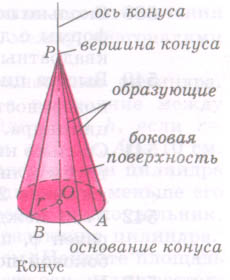 ось конуса
вершина конуса
P
образующие
боковая
поверхность
O
r
A
B
основание конуса
Конус